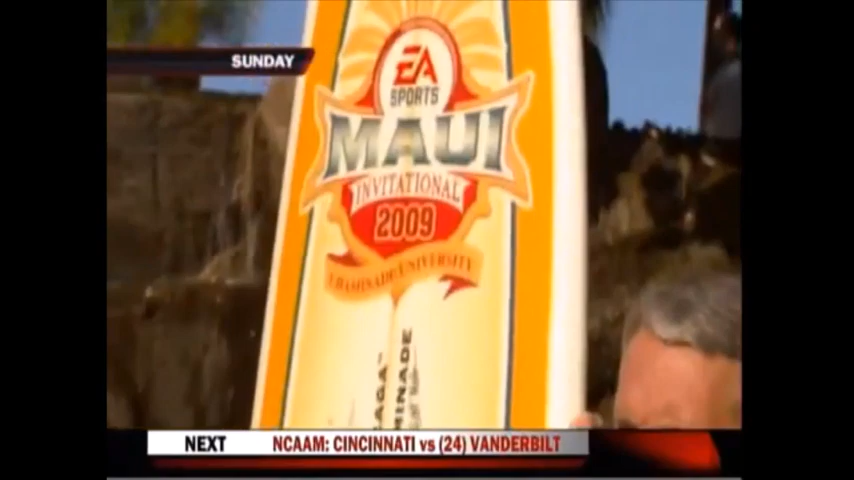 SUNDAY
EA
SPORTS
MAUI
INVITATIONAL
2009
CHAMINADE UNIVERSITY
NEXT NCAAM: CINCINNATI vs (24) VANDERBILT